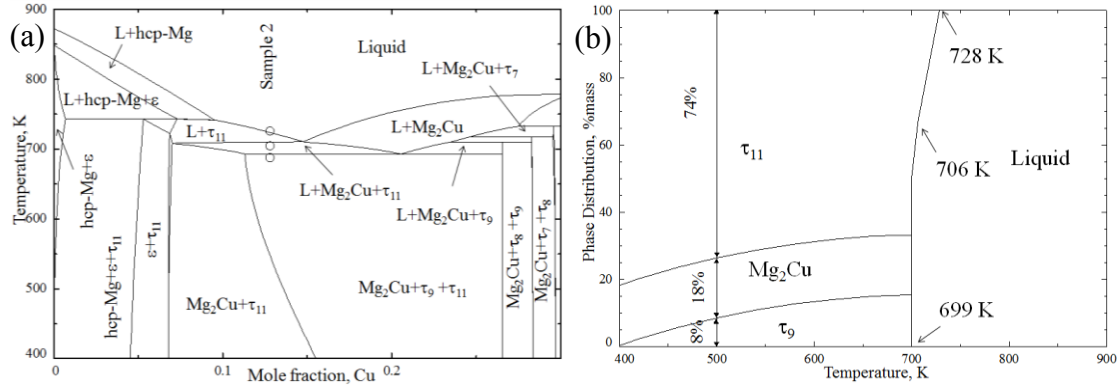 (a)
900
800
700
600
500
400
Temperature, K
0
0.1
0.2
Mole fraction, Cu
L+hcp-Mg
Sample 2
Liquid
L+Mg₂Cu+τ₇
L+hcp-Mg+ε
L+τ₁₁
L+Mg₂Cu
hcp-Mg+ε
L+Mg₂Cu+τ₁₁
L+Mg₂Cu+τ₉
hcp-Mg+ε+τ₁₁
ε+τ₁₁
Mg₂Cu+τ₁₁
Mg₂Cu+τ₉ +τ₁₁
Mg₂Cu+τ₈ +τ₉
Mg₂Cu+τ₇ +τ₈
(b)
100
80
60
40
20
0
Phase Distribution, %mass
400
500
600
700
800
900
Temperature, K
728 K
74%
τ₁₁
706 K
Liquid
Mg₂Cu
18%
τ₉
8%
699 K